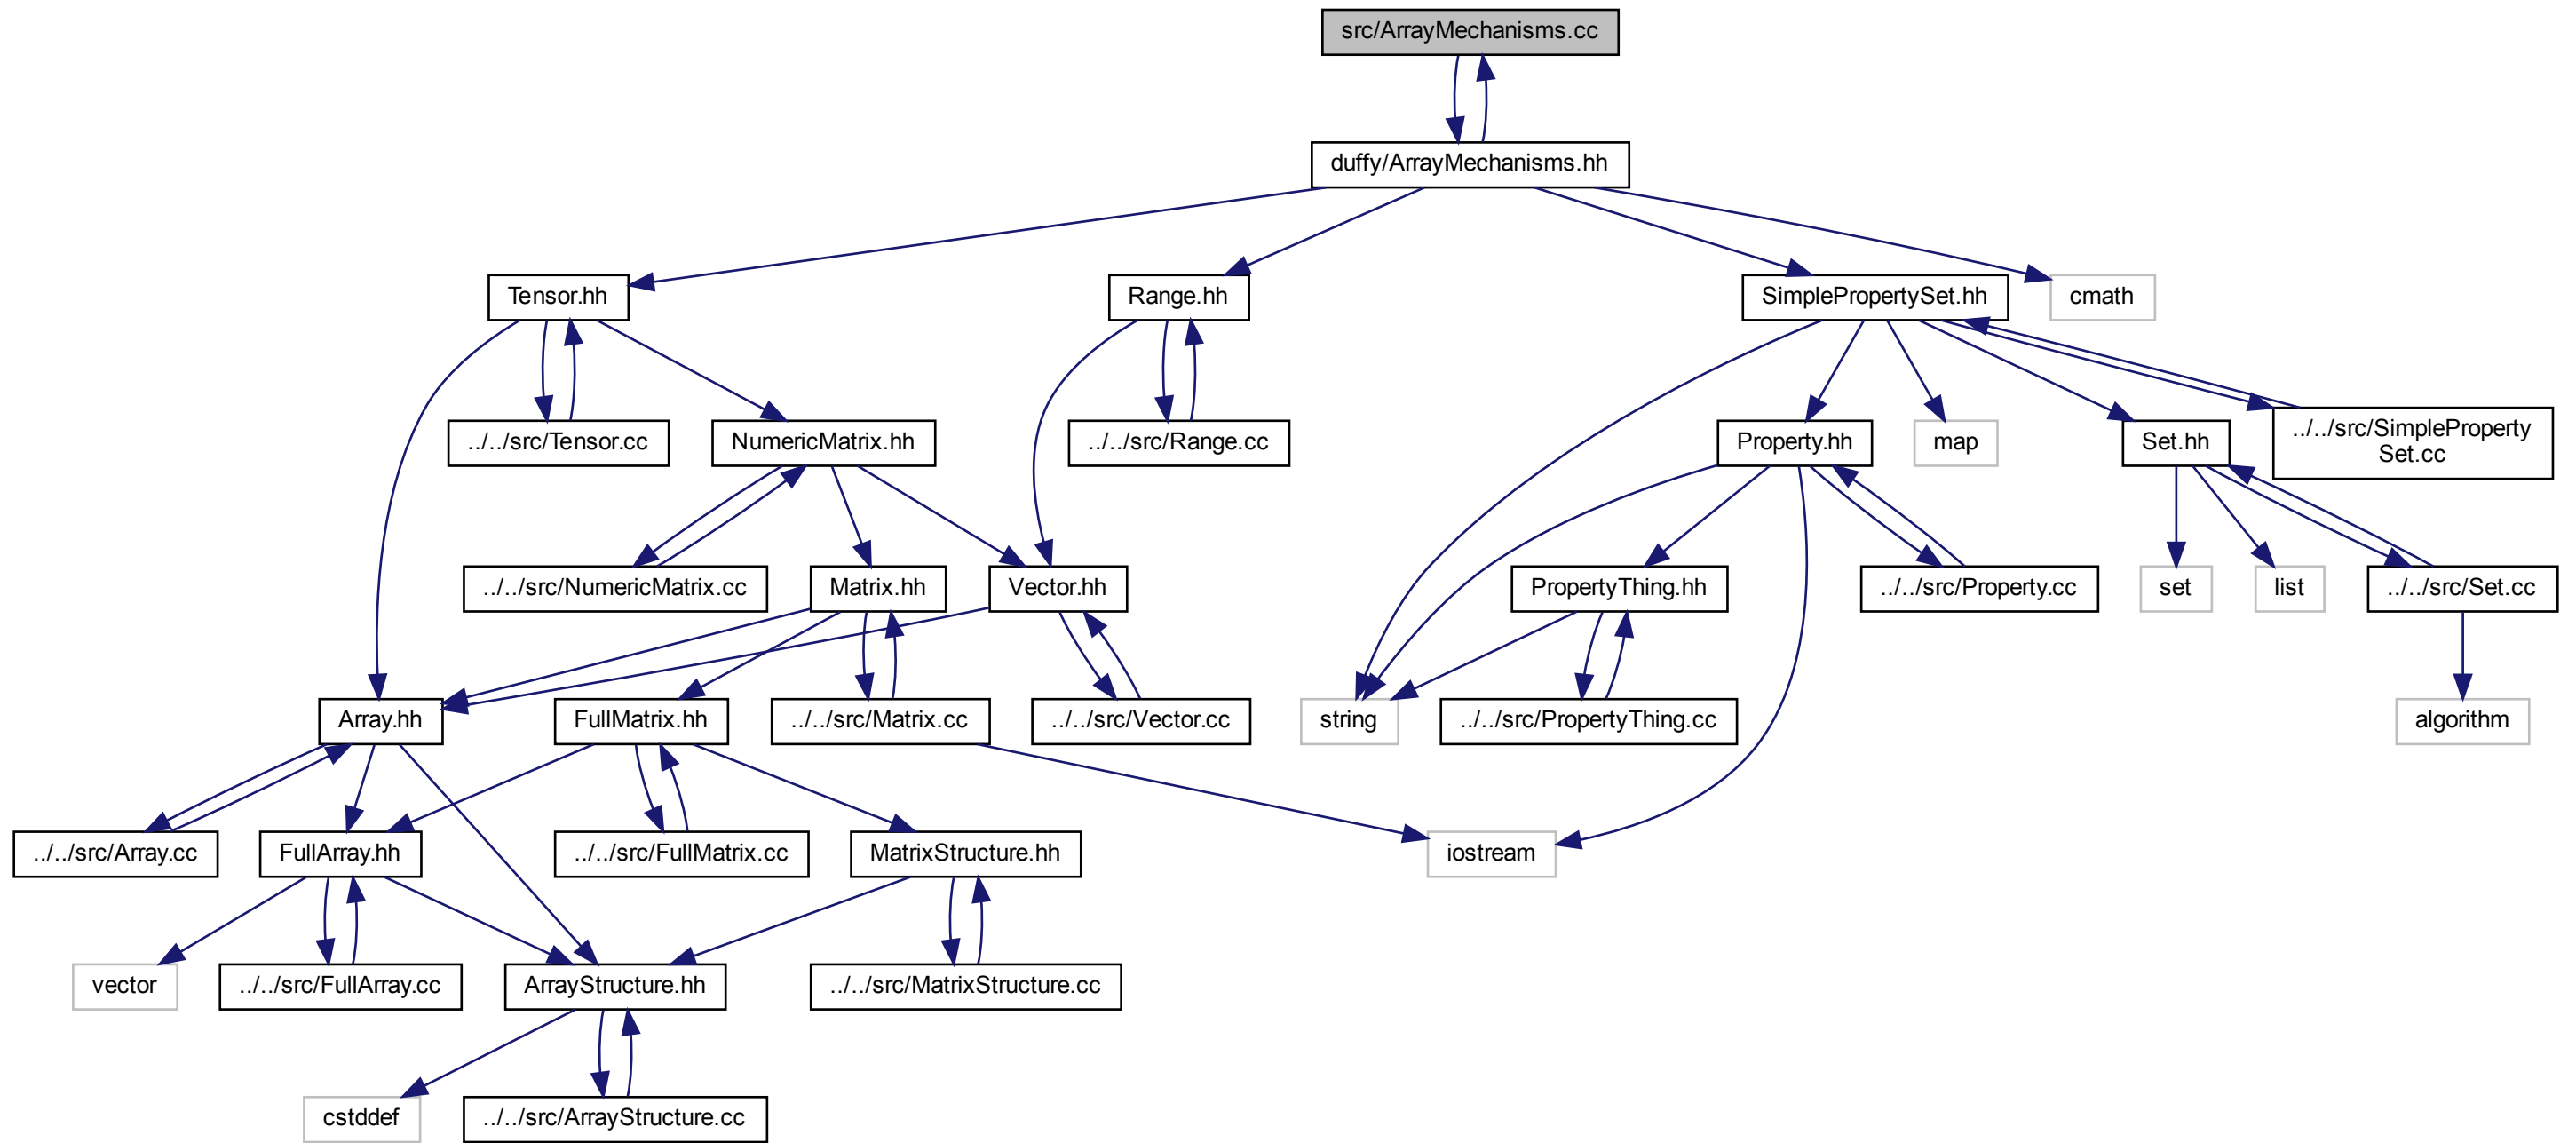 src/ArrayMechanisms.cc
duffy/ArrayMechanisms.hh
Tensor.hh
Range.hh
SimplePropertySet.hh
cmath
../../src/Tensor.cc
NumericMatrix.hh
../../src/Range.cc
Property.hh
map
Set.hh
../../src/SimpleProperty
Set.cc
../../src/NumericMatrix.cc
Matrix.hh
Vector.hh
PropertyThing.hh
../../src/Property.cc
set
list
../../src/Set.cc
Array.hh
FullMatrix.hh
../../src/Matrix.cc
../../src/Vector.cc
string
../../src/PropertyThing.cc
algorithm
../../src/Array.cc
FullArray.hh
../../src/FullMatrix.cc
MatrixStructure.hh
iostream
vector
../../src/FullArray.cc
ArrayStructure.hh
../../src/MatrixStructure.cc
cstddef
../../src/ArrayStructure.cc